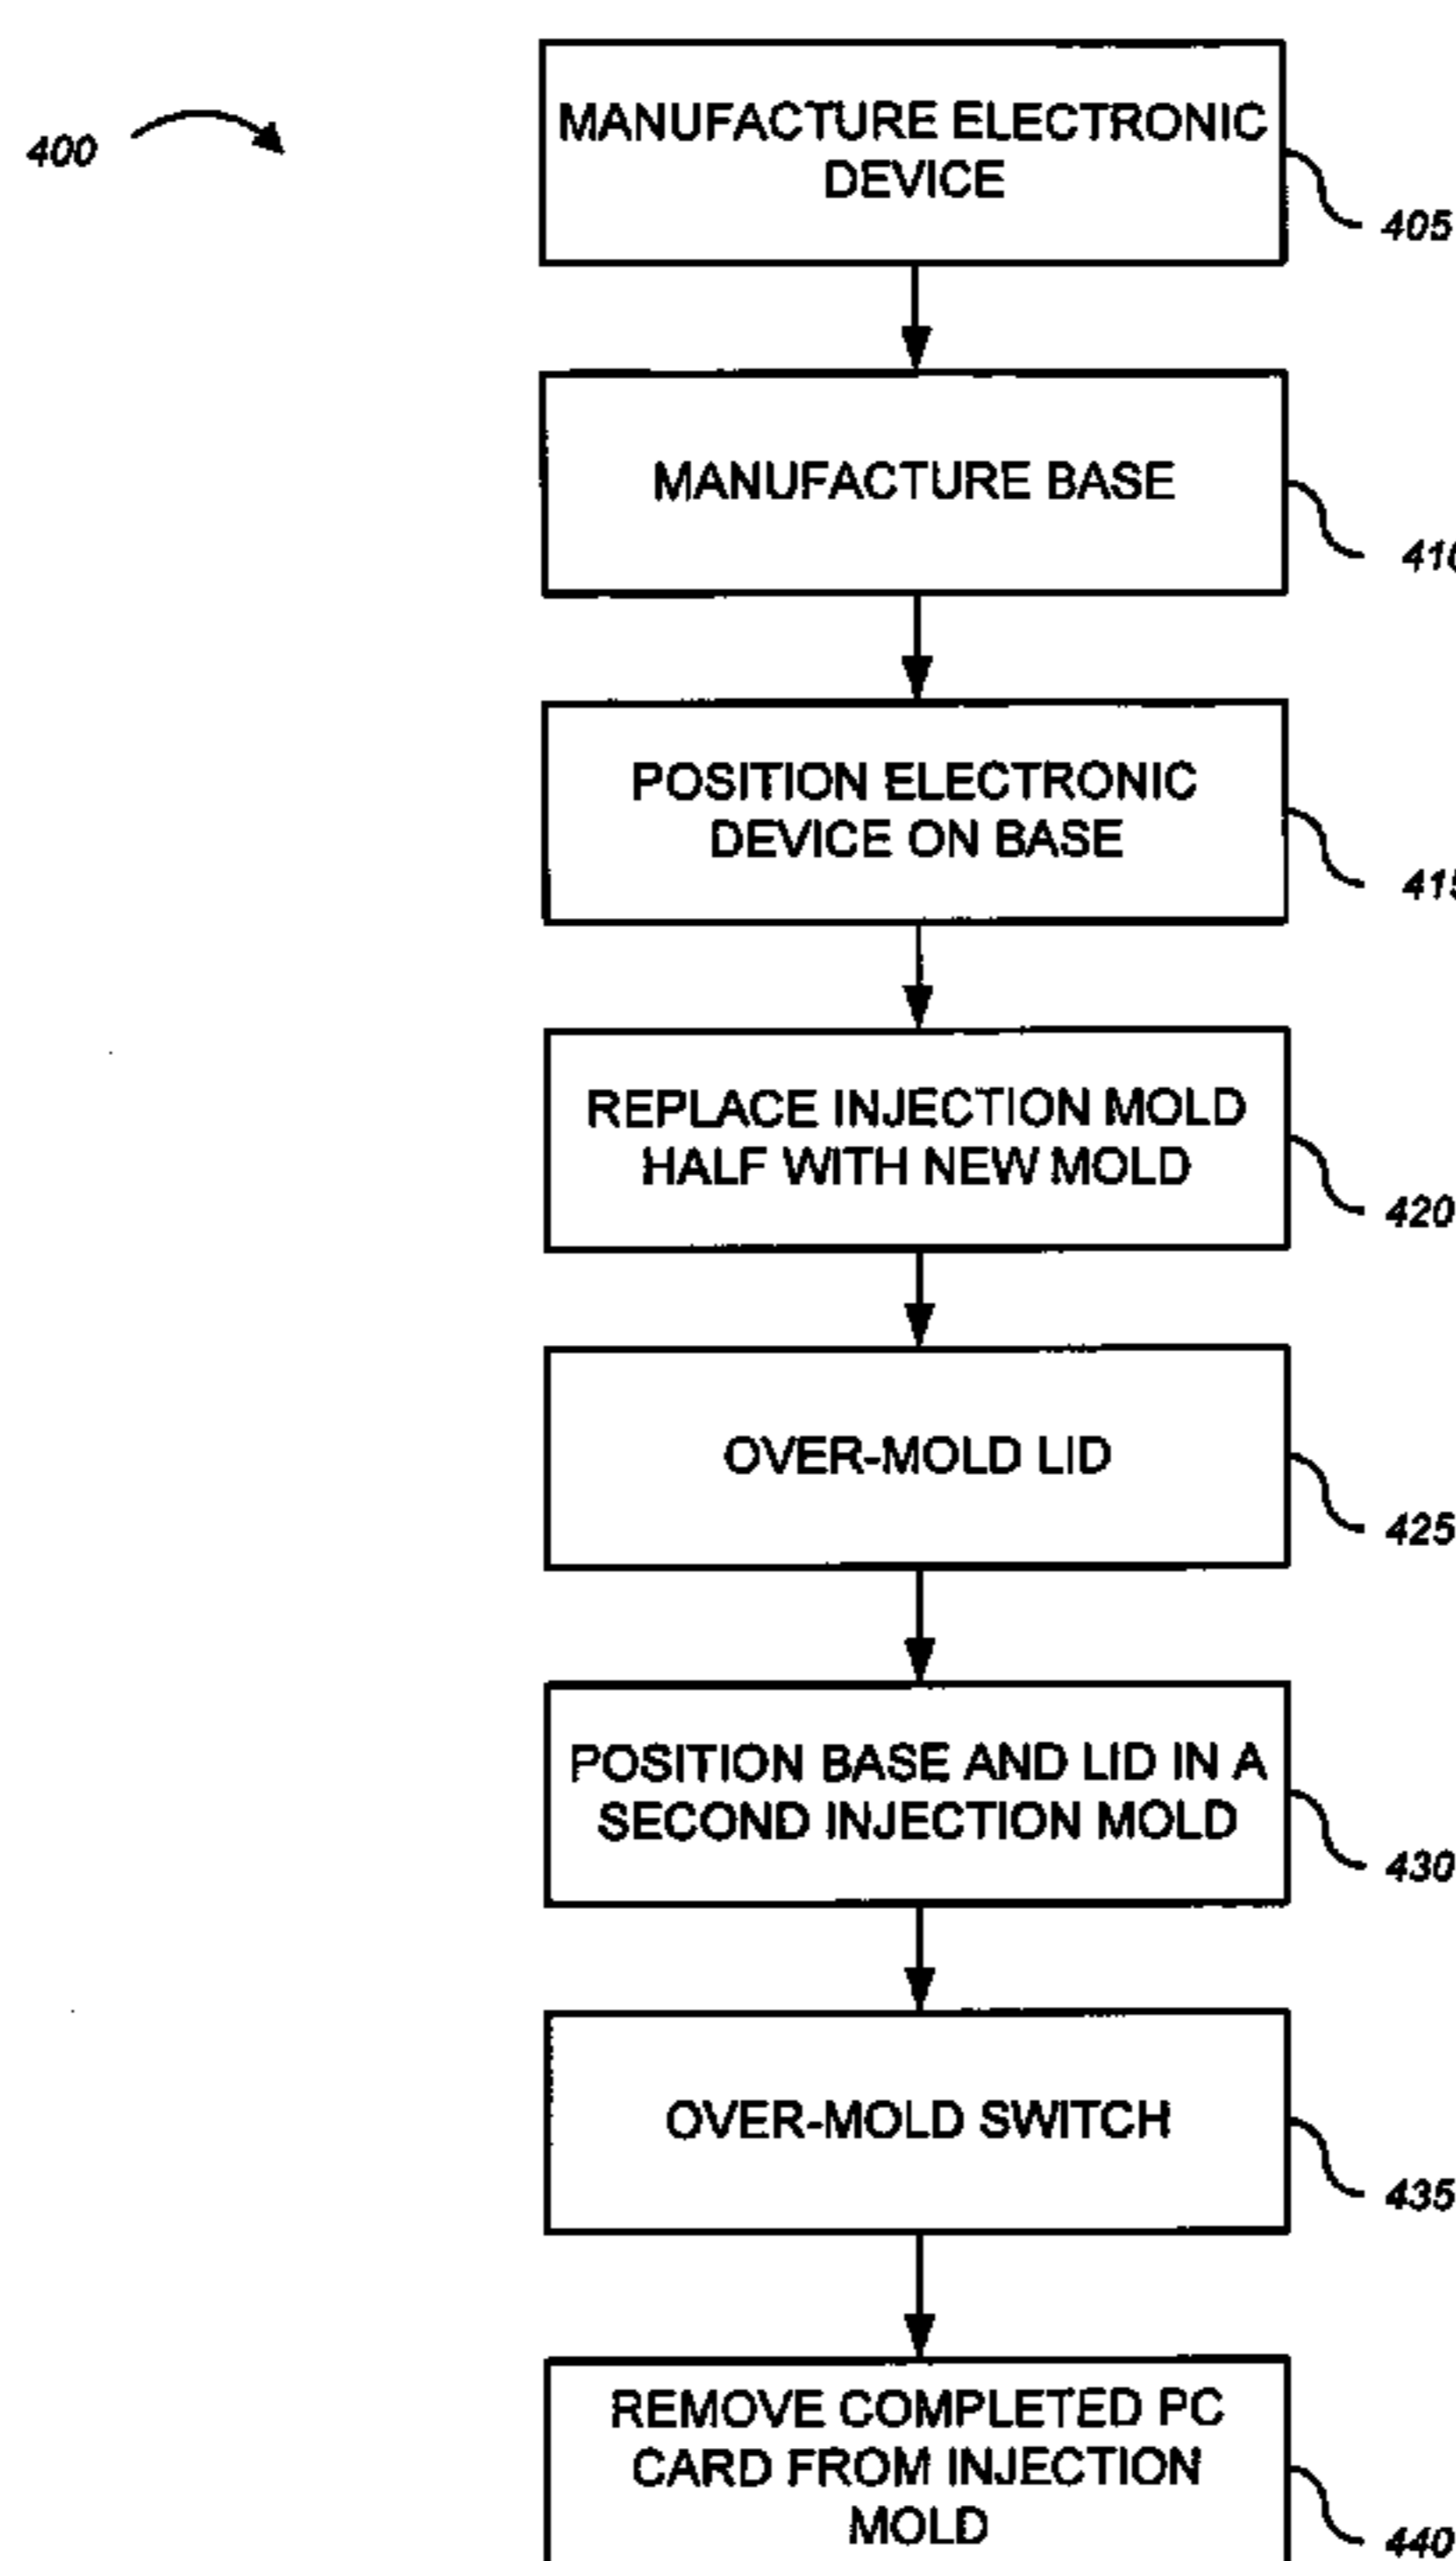 400
MANUFACTURE ELECTRONIC
DEVICE
405
MANUFACTURE BASE
410
POSITION ELECTRONIC
DEVICE ON BASE
415
REPLACE INJECTION MOLD
HALF WITH NEW MOLD
420
OVER-MOLD LID
425
POSITION BASE AND LID IN A
SECOND INJECTION MOLD
430
OVER-MOLD SWITCH
435
REMOVE COMPLETED PC
CARD FROM INJECTION
MOLD
440